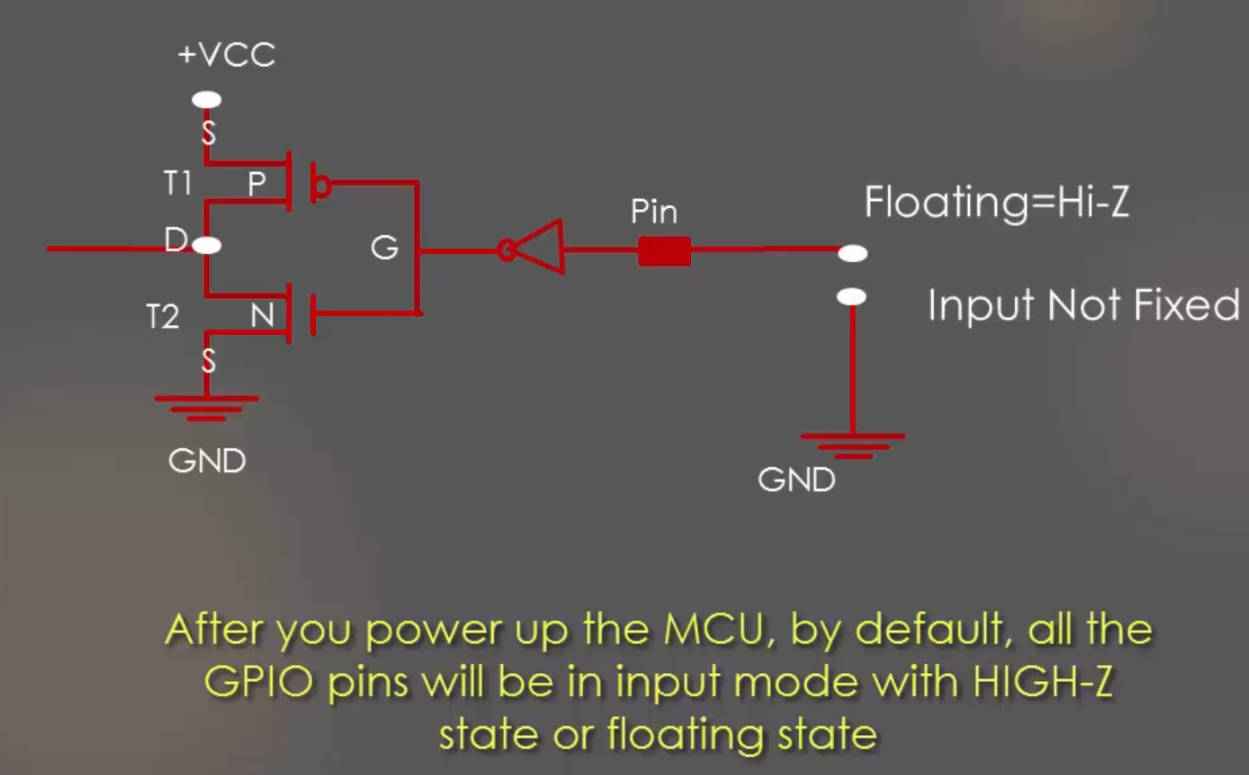 +VCC
S
T1
P
Pin
Floating=Hi-Z
D
G
Input Not Fixed
T2
N
S
GND
GND
After you power up the MCU, by default, all the
GPIO pins will be in input mode with HIGH-Z
state or floating state